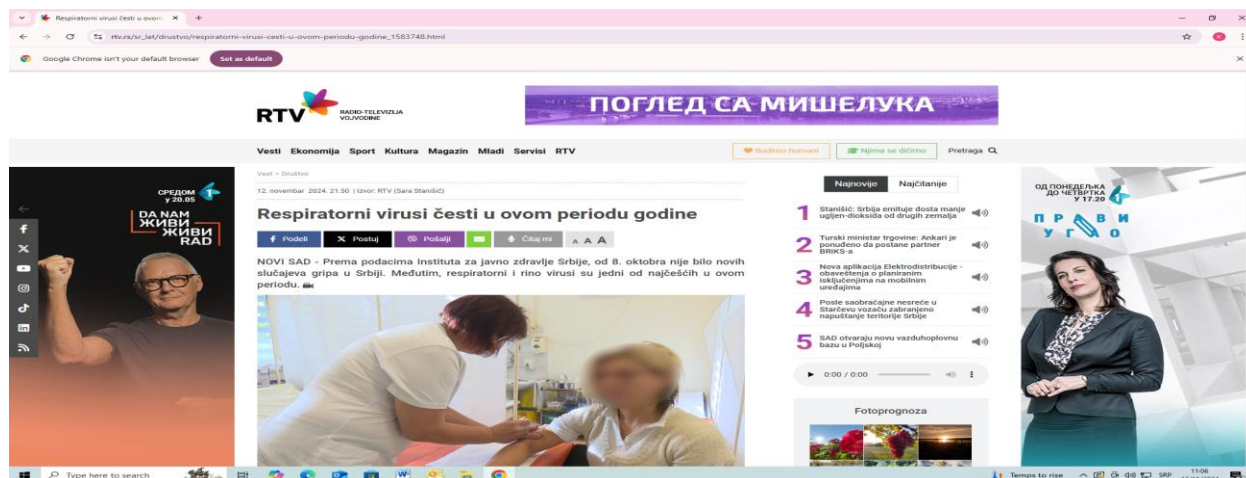 Respiratorni virusi česti u ovom
rtv.rs/sr_lat/drustvo/respiratorni-virusi-cesti-u-ovom-periodu-godine_1583748.html
Google Chrome isn't your default browser
Set as default
RTV
RADIO-TELEVIZIJA
VOJVODINE
ПОГЛЕД СА МИШЕЛУКА
Vesti Ekonomija Sport Kultura Magazin Mladi Servisi RTV
Budimo humani
Njima se dičimo
Pretraga
СРЕДОМ
у 20.05
1
DA NAM
ЖИВИ
ЖИВИ
RAD
Vesti > Društvo
12. novembar 2024. 21.50 | Izvor: RTV (Sara Stanišić)
Respiratorni virusi česti u ovom periodu godine
Podeli
Postuj
Pošalji
Čitaj mi
A A A
NOVI SAD - Prema podacima Instituta za javno zdravlje Srbije, od 8. oktobra nije bilo novih
slučajeva gripa u Srbiji. Međutim, respiratorni i rino virusi su jedni od najčešćih u ovom
periodu.
Najnovije
Najčitanije
1 Stanišić: Srbija emituje dosta manje
ugljen-dioksida od drugih zemalja
2 Turski ministar trgovine: Ankari je
ponuđeno da postane partner
BRIKS-a
3 Nova aplikacija Elektrodistribucije -
obaveštenja o planiranim
isključenjima na mobilnim
uređajima
4 Posle saobraćajne nesreće u
Starčevu vozaču zabranjeno
napuštanje teritorije Srbije
5 SAD otvaraju novu vazduhoplovnu
bazu u Poljskoj
0:00 / 0:00
Fotoprognoza
ОД ПОНЕДЕЉКА
ДО ЧЕТВРТКА
У 17.20
1
ПРАВИ
УГАО
Type here to search
Temps to rise
SRP
11:06